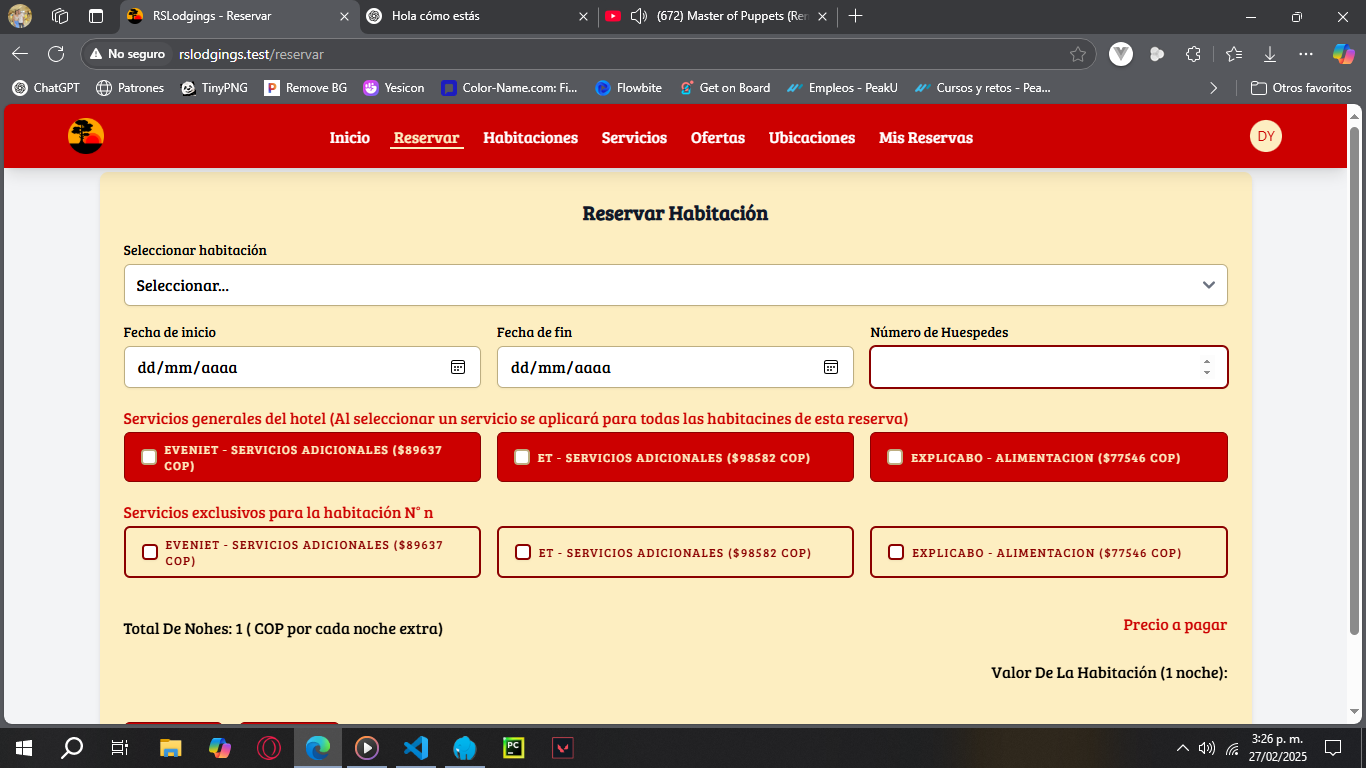 RSLodgings - Reservar
Hola cómo estás
(672) Master of Puppets (Ren
No seguro
rslodgings.test/reservar
ChatGPT
Patrones
TinyPNG
Remove BG
Yesicon
Color-Name.com: Fi...
Flowbite
Get on Board
Empleos - PeakU
Cursos y retos - Pea...
Otros favoritos
Inicio
Reservar
Habitaciones
Servicios
Ofertas
Ubicaciones
Mis Reservas
DY
Reservar Habitación
Seleccionar habitación
Seleccionar...
Fecha de inicio
Fecha de fin
Número de Huespedes
dd/mm/aaaa
dd/mm/aaaa
Servicios generales del hotel (Al seleccionar un servicio se aplicará para todas las habitacines de esta reserva)
EVENIET - SERVICIOS ADICIONALES ($89637
COP)
ET - SERVICIOS ADICIONALES ($98582 COP)
EXPLICABO - ALIMENTACION ($77546 COP)
Servicios exclusivos para la habitación N° n
EVENIET - SERVICIOS ADICIONALES ($89637
COP)
ET - SERVICIOS ADICIONALES ($98582 COP)
EXPLICABO - ALIMENTACION ($77546 COP)
Total De Nohes: 1 ( COP por cada noche extra)
Precio a pagar
Valor De La Habitación (1 noche):
PC
3:26 p. m.
27/02/2025